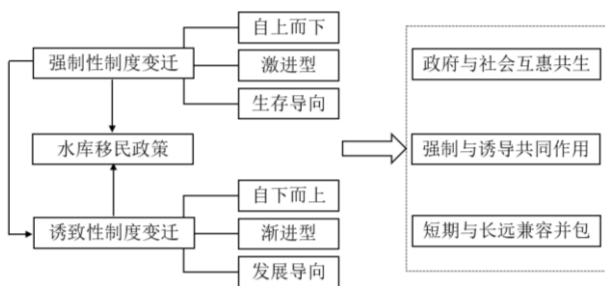 自上而下
强制性制度变迁
激进型
生存导向
水库移民政策
自下而上
诱致性制度变迁
渐进型
发展导向
政府与社会互惠共生
强制与诱导共同作用
短期与长远兼容并包